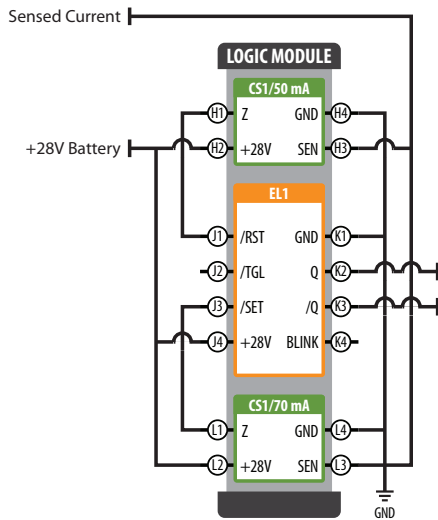 Sensed Current
LOGIC MODULE
CS1/50 mA
H1 Z GND H4
+28V Battery H2 +28V SEN H3
EL1
J1 /RST GND K1
J2 /TGL Q K2
J3 /SET /Q K3
J4 +28V BLINK K4
CS1/70 mA
L1 Z GND L4
L2 +28V SEN L3
GND